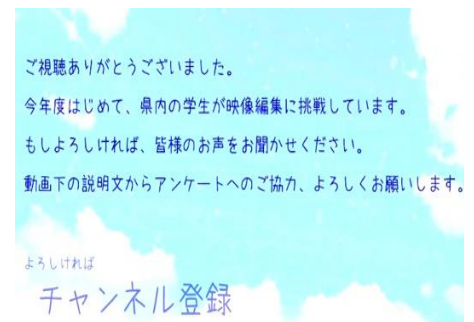 ご視聴ありがとうございました。
今年度はじめて、県内の学生が映像編集に挑戦しています。
もしよろしければ、皆様のお声をお聞かせください。
動画下の説明文からアンケートへのご協力、よろしくお願いします。
よろしければ
チャンネル登録